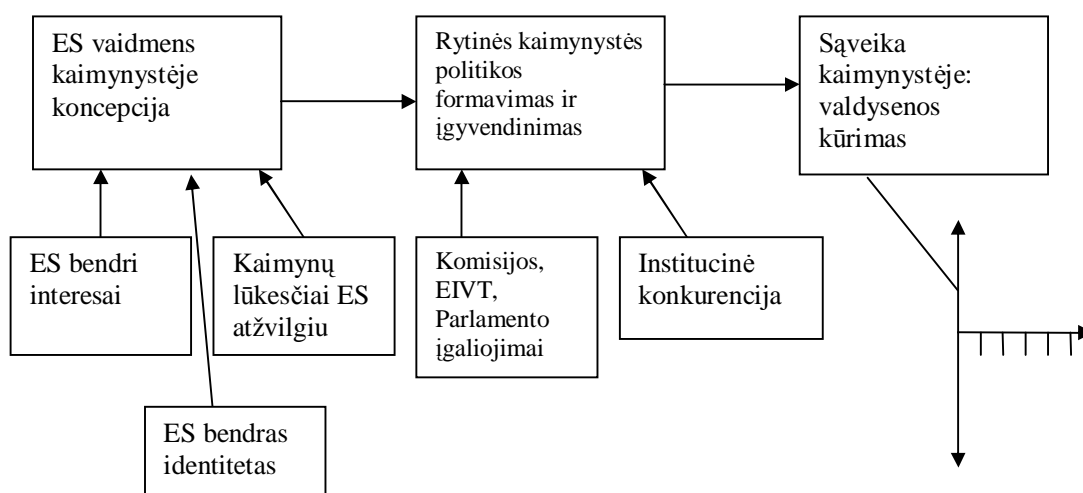 ES vaidmens
kaimynystėje
koncepcija
Rytinės kaimynystės
politikos
formavimas ir
įgyvendinimas
Sąveika
kaimynystėje:
valdysenos
kūrimas
ES bendri
interesai
Kaimynų
lūkesčiai ES
atžvilgiu
Komisijos,
EIVT,
Parlamento
įgaliojimai
Institucinė
konkurencija
ES bendras
identitetas